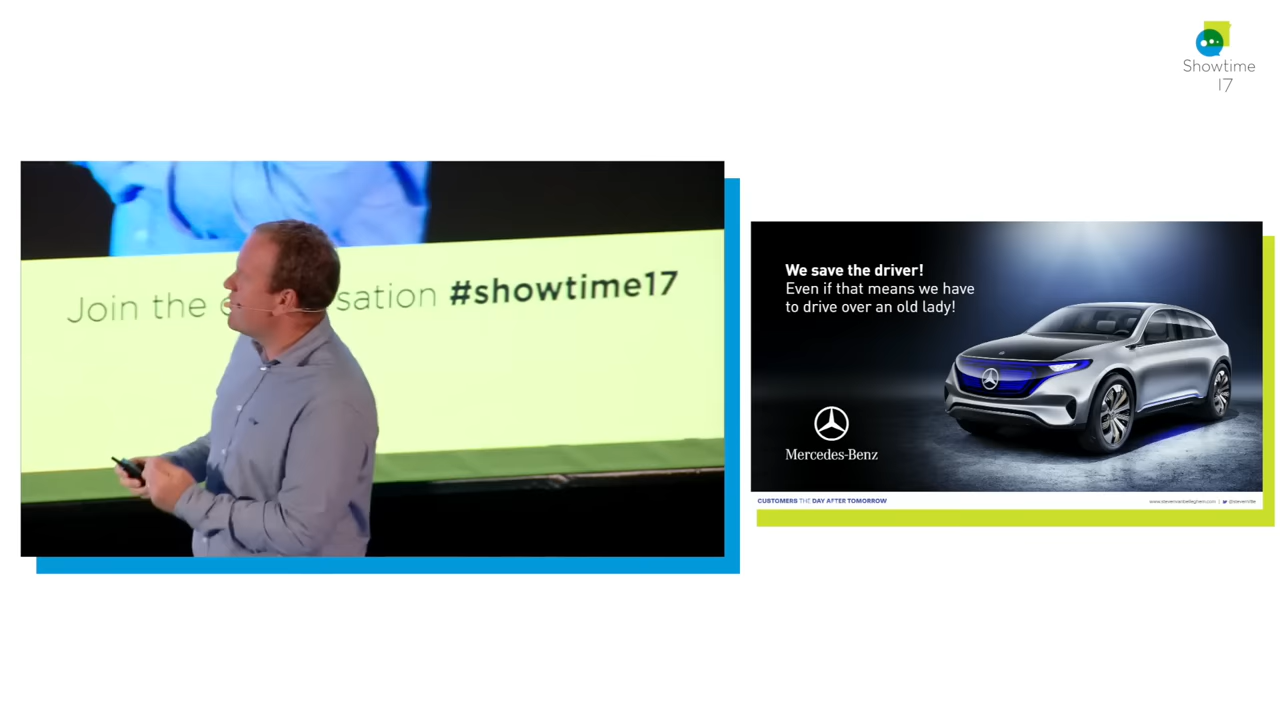 Showtime
17
Join the sation #showtime17
We save the driver!
Even if that means we have
to drive over an old lady!
Mercedes-Benz
CUSTOMERS THE DAY AFTER TOMORROW